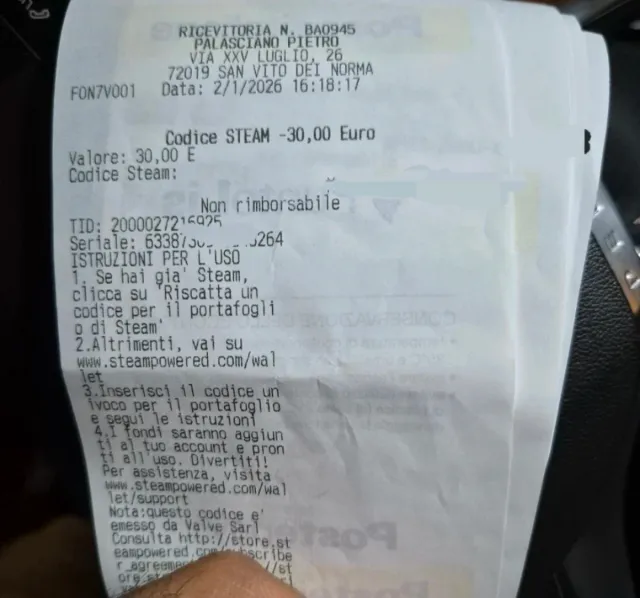 RICEVITORIA N. BA0945
PALASCIANO PIETRO
VIA XXV LUGLIO, 26
72019 SAN VITO DEI NORMA
FON7V001 Data: 2/1/2026 16:18:17
Codice STEAM -30,00 Euro
Valore: 30,00 E
Codice Steam:
Non rimborsabile
TID:
Seriale:
ISTRUZIONI PER L'USO
1. Se hai gia' Steam,
clicca su 'Riscatta un
codice per il portafogli
o di Steam'
2.Altrimenti, vai su
www.steampowered.com/wal
let
3.Inserisci il codice un
ivoco per il portafoglio
e segui le istruzioni
4.I fondi saranno aggiun
ti al tuo account e pron
ti all'uso. Divertiti!
Per assistenza, visita
www.steampowered.com/wal
let/support
Nota:questo codice e'
emesso da Valve Sarl
Consulta http://store.st
eampowered.com/subscribe